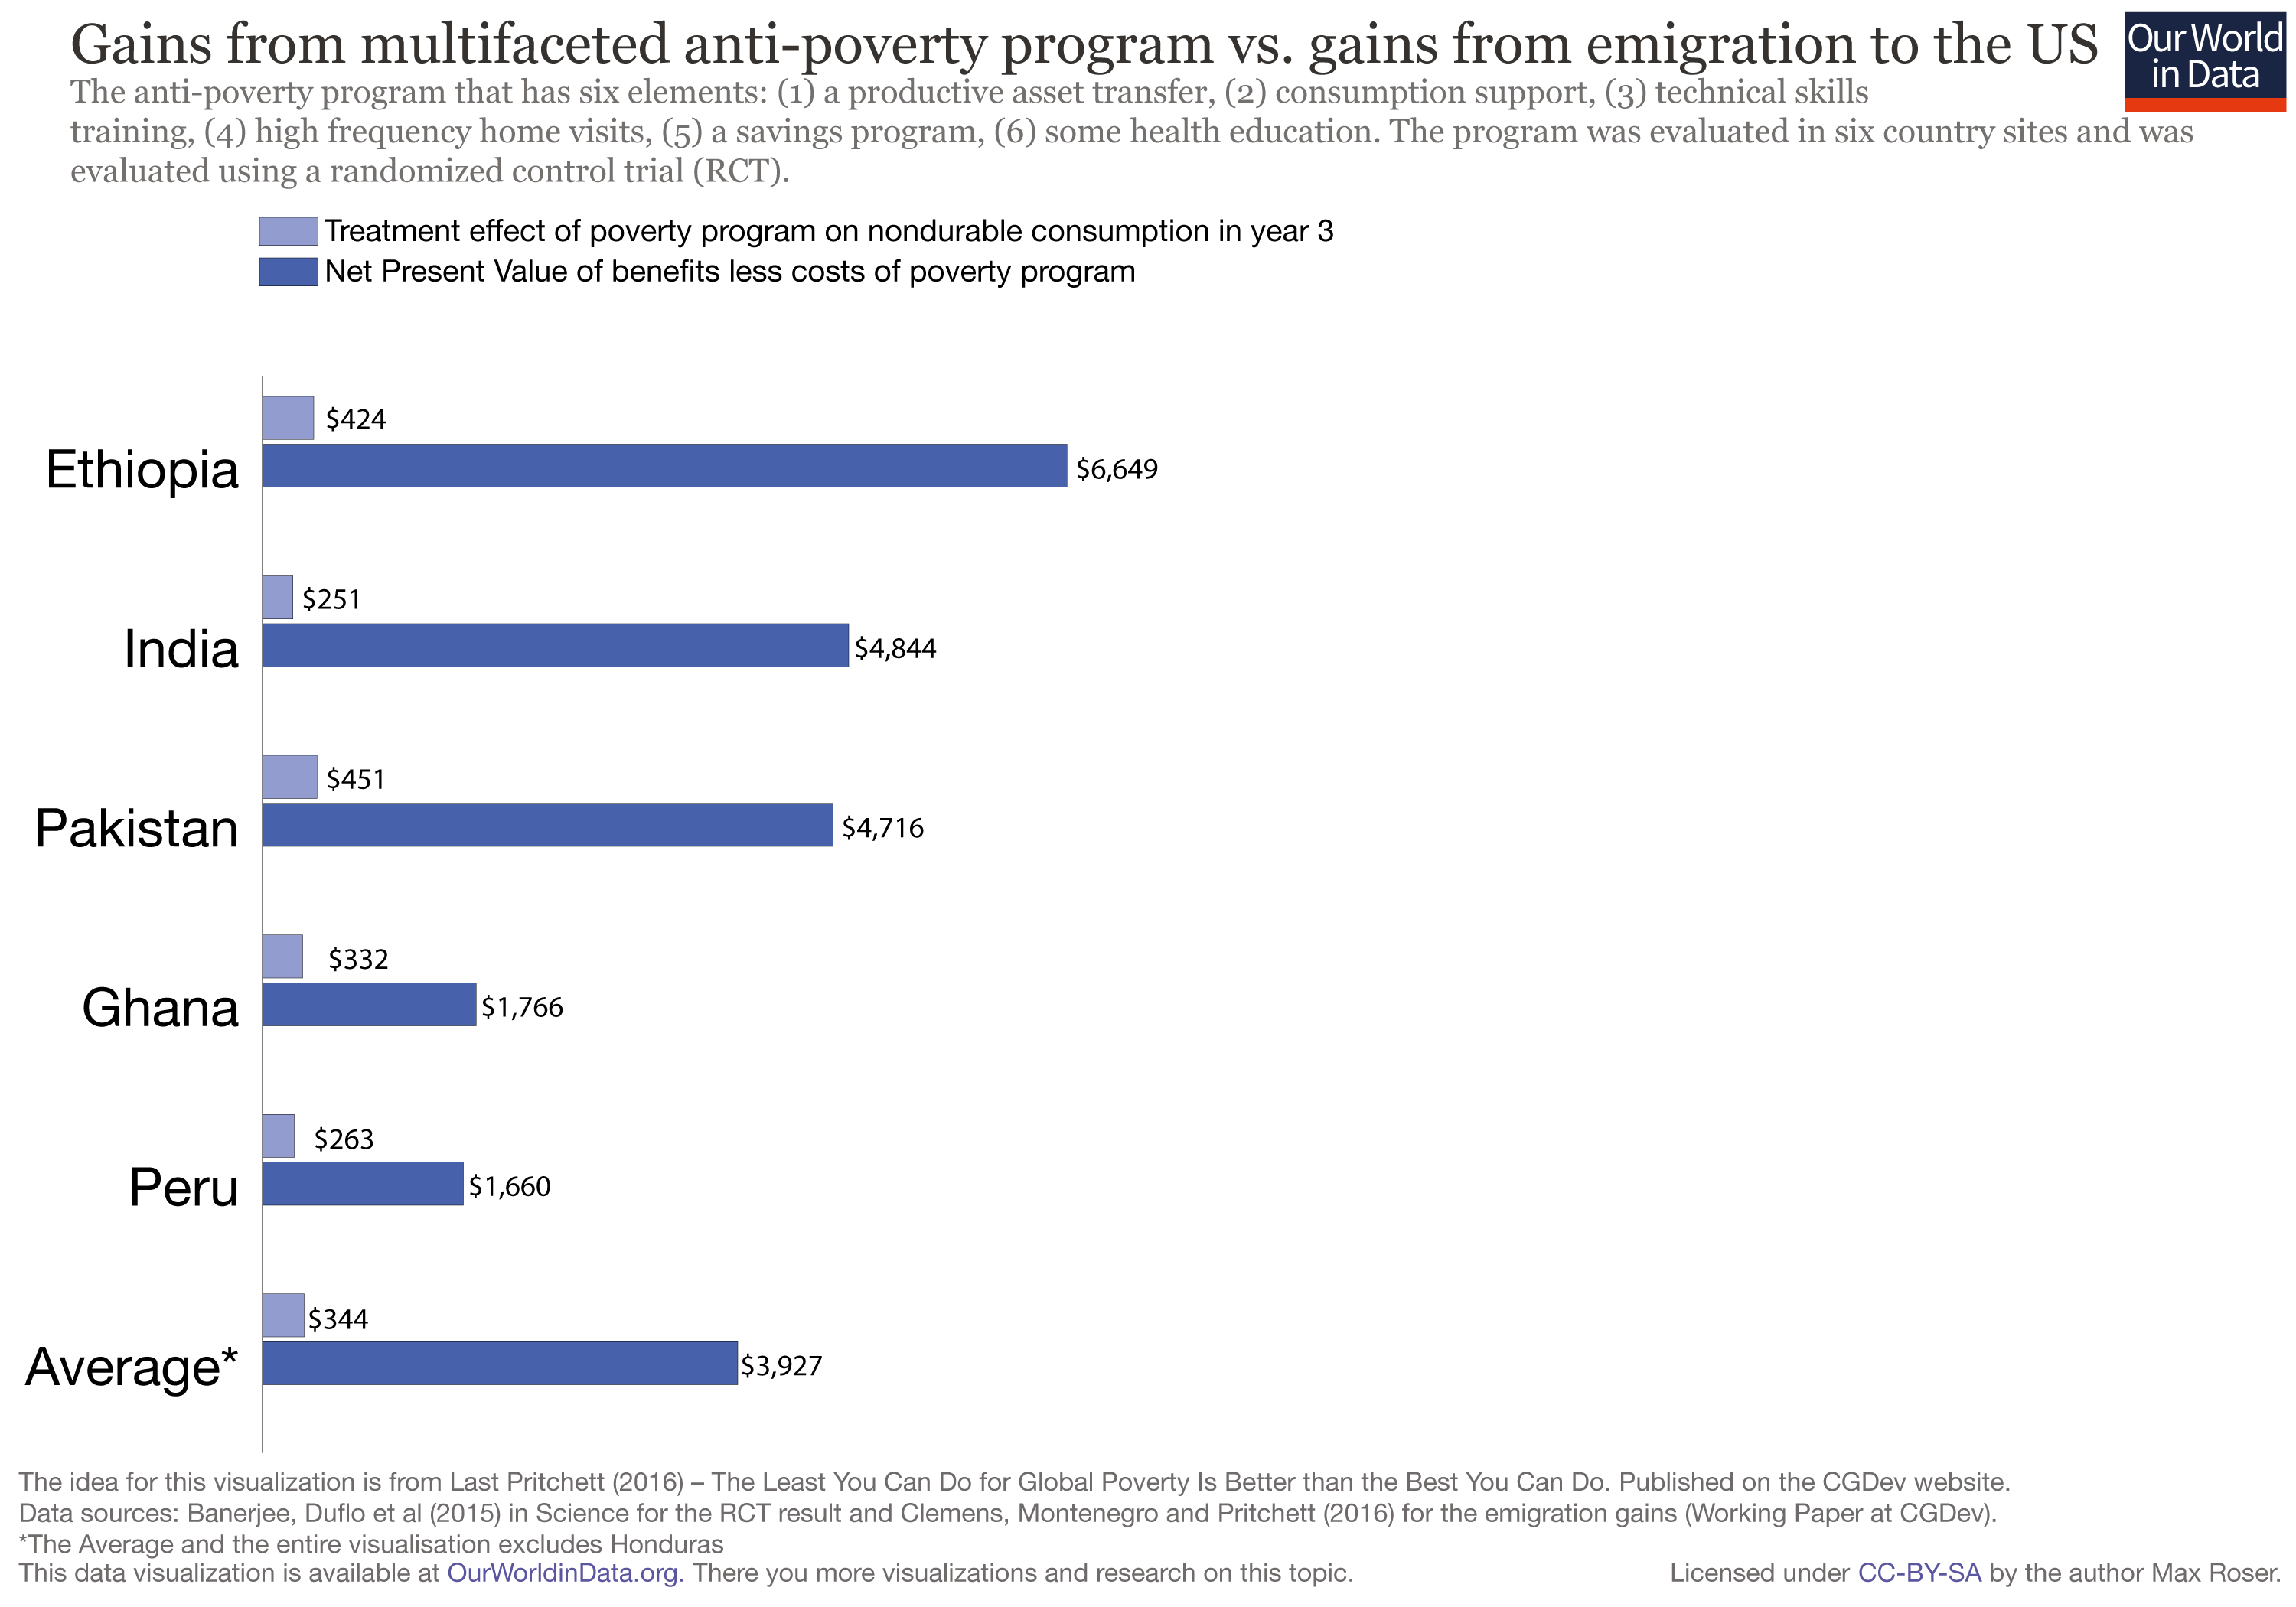 Gains from multifaceted anti-poverty program vs. gains from emigration to the US
Our World
in Data
The anti-poverty program that has six elements: (1) a productive asset transfer, (2) consumption support, (3) technical skills
training, (4) high frequency home visits, (5) a savings program, (6) some health education. The program was evaluated in six country sites and was
evaluated using a randomized control trial (RCT).
Treatment effect of poverty program on nondurable consumption in year 3
Net Present Value of benefits less costs of poverty program
$424
Ethiopia $6,649
$251
India $4,844
$451
Pakistan $4,716
$332
Ghana $1,766
$263
Peru $1,660
$344
Average* $3,927
The idea for this visualization is from Last Pritchett (2016) – The Least You Can Do for Global Poverty Is Better than the Best You Can Do. Published on the CGDev website.
Data sources: Banerjee, Duflo et al (2015) in Science for the RCT result and Clemens, Montenegro and Pritchett (2016) for the emigration gains (Working Paper at CGDev).
*The Average and the entire visualisation excludes Honduras
This data visualization is available at OurWorldinData.org. There you more visualizations and research on this topic. Licensed under CC-BY-SA by the author Max Roser.